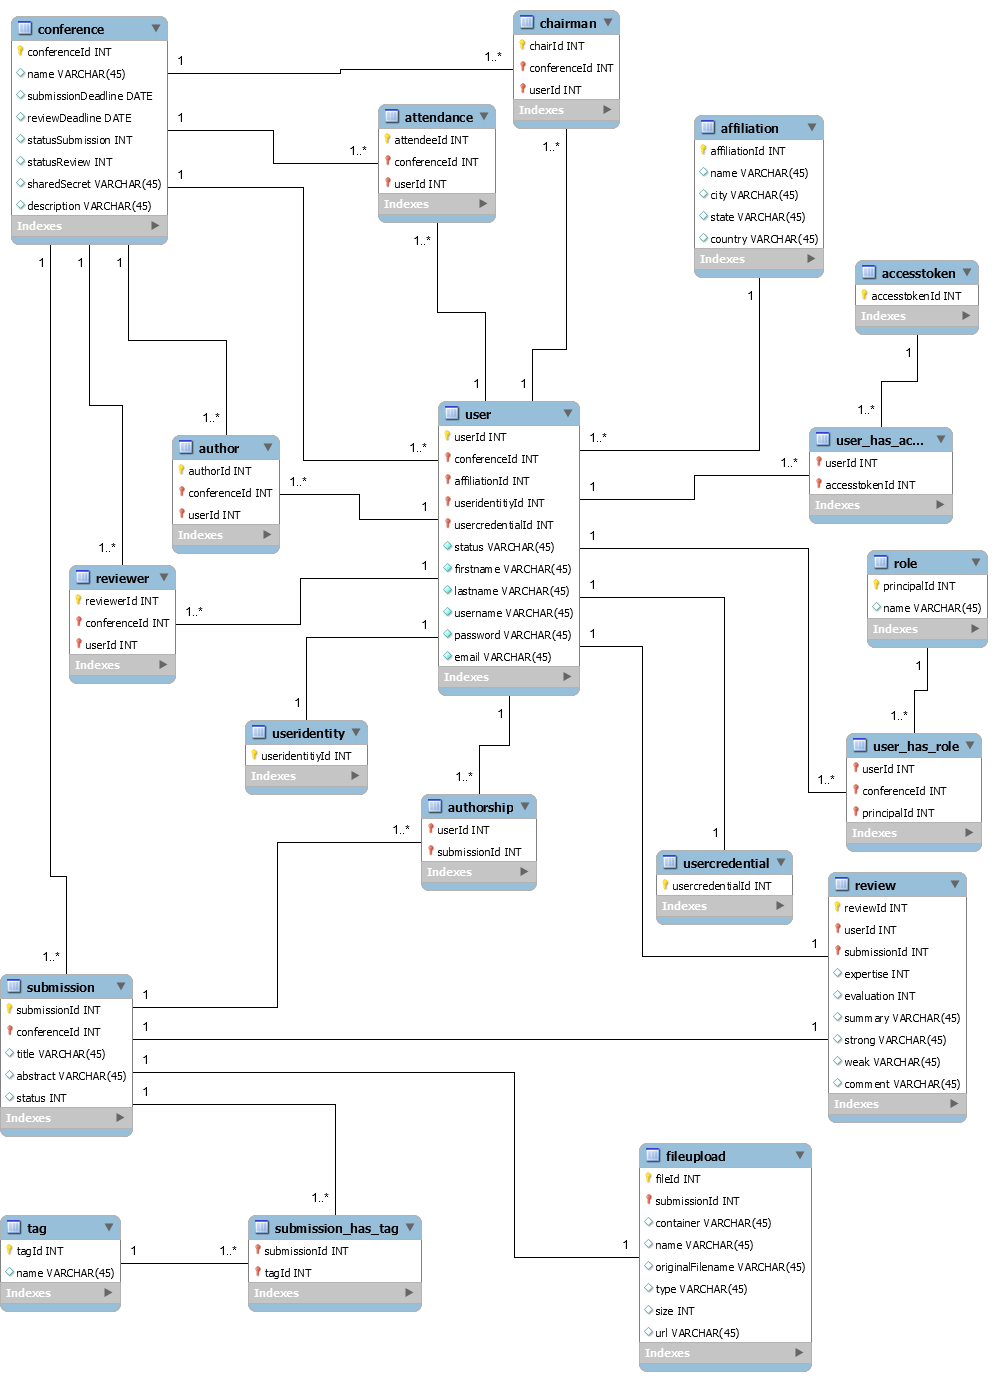 conference
conferenceId INT
name VARCHAR(45)
submissionDeadline DATE
reviewDeadline DATE
statusSubmission INT
statusReview INT
sharedSecret VARCHAR(45)
description VARCHAR(45)
Indexes
1
1..*
chairman
chairId INT
conferenceId INT
userId INT
Indexes
1..*
1
1..*
attendance
attendeeId INT
conferenceId INT
userId INT
Indexes
1..*
1
affiliation
affiliationId INT
name VARCHAR(45)
city VARCHAR(45)
state VARCHAR(45)
country VARCHAR(45)
Indexes
1
accesstoken
accesstokenId INT
Indexes
1
1..*
1
1
1
1..*
1
1
1..*
user
userId INT
conferenceId INT
affiliationId INT
useridentitiyId INT
usercredentialId INT
status VARCHAR(45)
firstname VARCHAR(45)
lastname VARCHAR(45)
username VARCHAR(45)
password VARCHAR(45)
email VARCHAR(45)
Indexes
1..*
1
1..*
user_has_ac...
userId INT
accesstokenId INT
Indexes
author
authorId INT
conferenceId INT
userId INT
Indexes
1..*
1
1..*
reviewer
reviewerId INT
conferenceId INT
userId INT
Indexes
1..*
1
1
1
1
1
role
principalId INT
name VARCHAR(45)
Indexes
1
1..*
useridentity
useridentitiyId INT
Indexes
1
1
1..*
user_has_role
userId INT
conferenceId INT
principalId INT
Indexes
1..*
authorship
userId INT
submissionId INT
Indexes
1..*
1
usercredential
usercredentialId INT
Indexes
review
reviewId INT
userId INT
submissionId INT
expertise INT
evaluation INT
summary VARCHAR(45)
strong VARCHAR(45)
weak VARCHAR(45)
comment VARCHAR(45)
Indexes
1
1
1..*
submission
submissionId INT
conferenceId INT
title VARCHAR(45)
abstract VARCHAR(45)
status INT
Indexes
1
1
1
1
1..*
tag
tagId INT
name VARCHAR(45)
Indexes
1
1..*
submission_has_tag
submissionId INT
tagId INT
Indexes
1
fileupload
fileId INT
submissionId INT
container VARCHAR(45)
name VARCHAR(45)
originalFilename VARCHAR(45)
type VARCHAR(45)
size INT
url VARCHAR(45)
Indexes